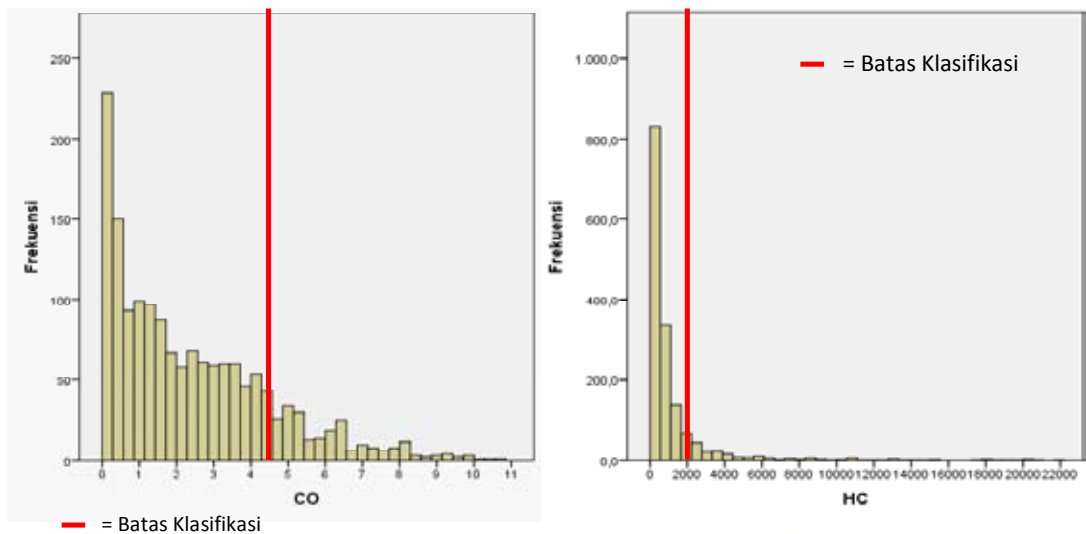 250
200
150
100
50
0
Frekuensi
0 1 2 3 4 5 6 7 8 9 10 11
CO
= Batas Klasifikasi
1.000,0
800,0
600,0
400,0
200,0
0,0
Frekuensi
0 2000 4000 6000 8000 10000 12000 14000 16000 18000 20000 22000
HC
= Batas Klasifikasi